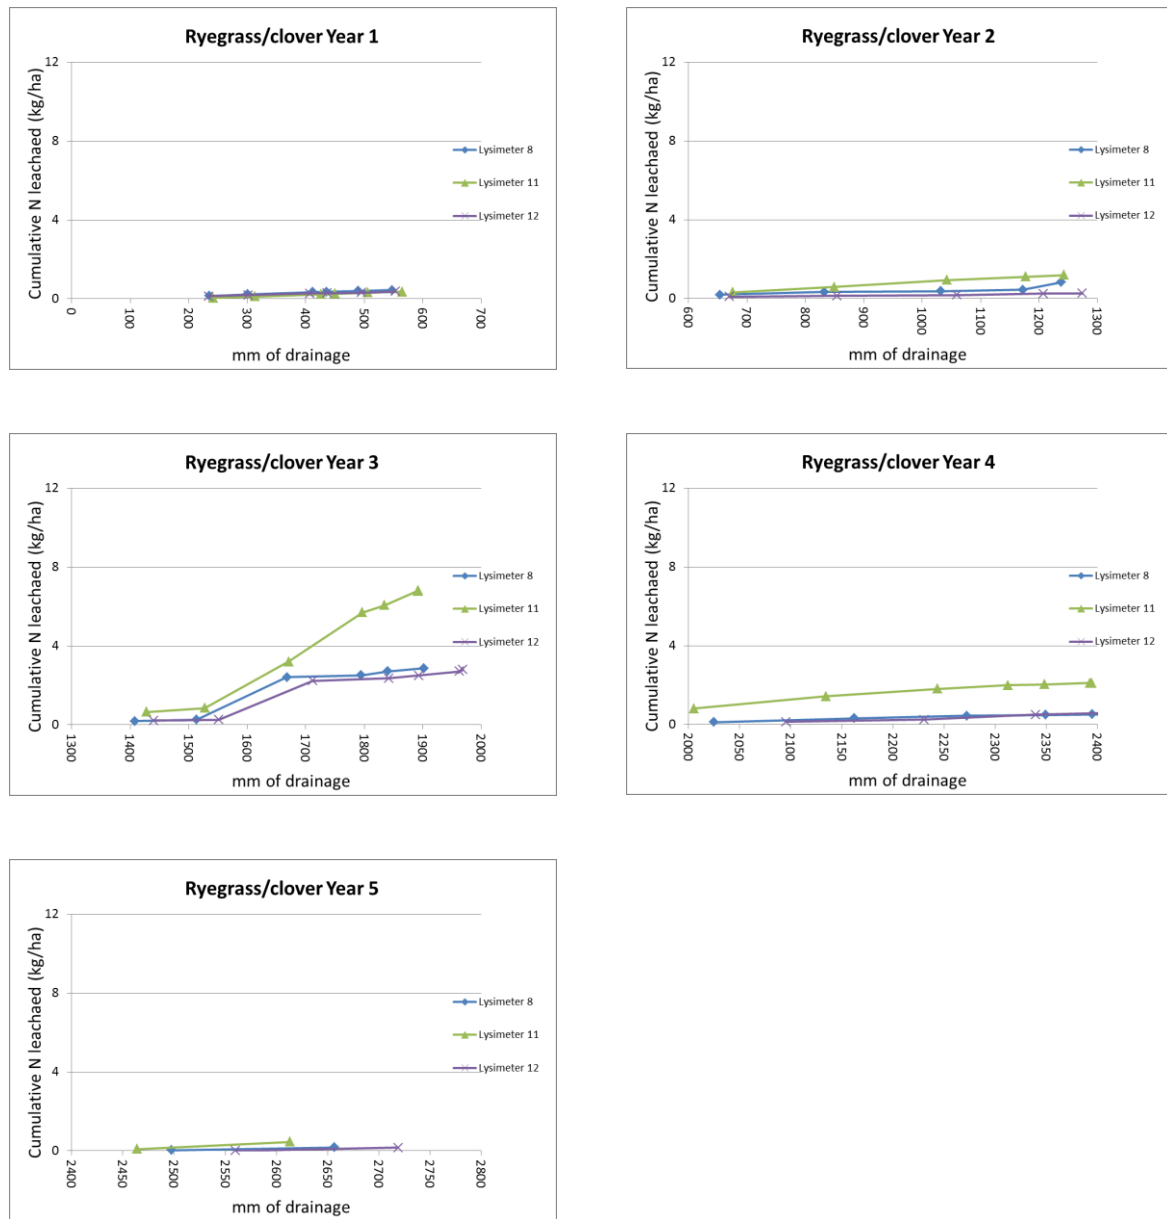 Ryegrass/clover Year 1
Cumulative N leachaed (kg/ha)
12
8
4
0
0 100 200 300 400 500 600 700
mm of drainage
Lysimeter 8
Lysimeter 11
Lysimeter 12
Ryegrass/clover Year 2
Cumulative N leachaed (kg/ha)
12
8
4
0
600 700 800 900 1000 1100 1200 1300
mm of drainage
Lysimeter 8
Lysimeter 11
Lysimeter 12
Ryegrass/clover Year 3
Cumulative N leachaed (kg/ha)
12
8
4
0
1300 1400 1500 1600 1700 1800 1900 2000
mm of drainage
Lysimeter 8
Lysimeter 11
Lysimeter 12
Ryegrass/clover Year 4
Cumulative N leachaed (kg/ha)
12
8
4
0
2000 2050 2100 2150 2200 2250 2300 2350 2400
mm of drainage
Lysimeter 8
Lysimeter 11
Lysimeter 12
Ryegrass/clover Year 5
Cumulative N leachaed (kg/ha)
12
8
4
0
2400 2450 2500 2550 2600 2650 2700 2750 2800
mm of drainage
Lysimeter 8
Lysimeter 11
Lysimeter 12